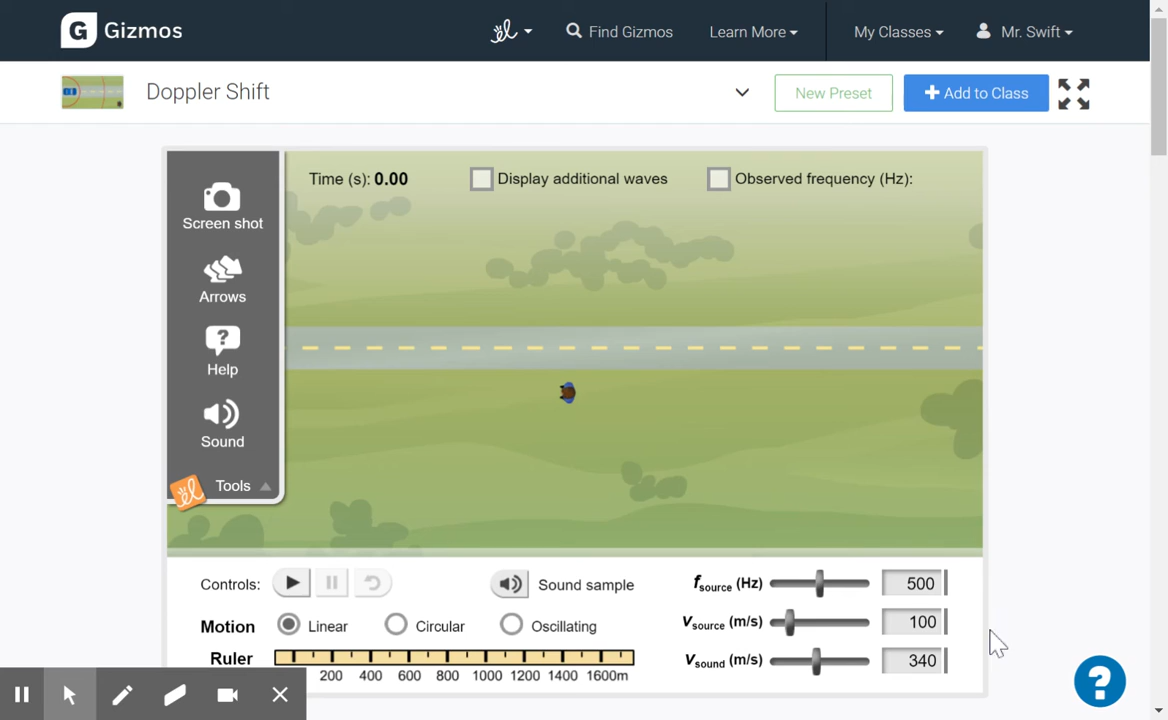 G Gizmos
Find Gizmos
Learn More
My Classes
Mr. Swift
Doppler Shift
New Preset
+ Add to Class
Time (s): 0.00
Display additional waves
Observed frequency (Hz):
Screen shot
Arrows
?
Help
Sound
Tools
Controls:
Sound sample
fsource (Hz)
500
Motion
Linear
Circular
Oscillating
vsource (m/s)
100
Ruler
vsound (m/s)
340
200 400 600 800 1000 1200 1400 1600m
?